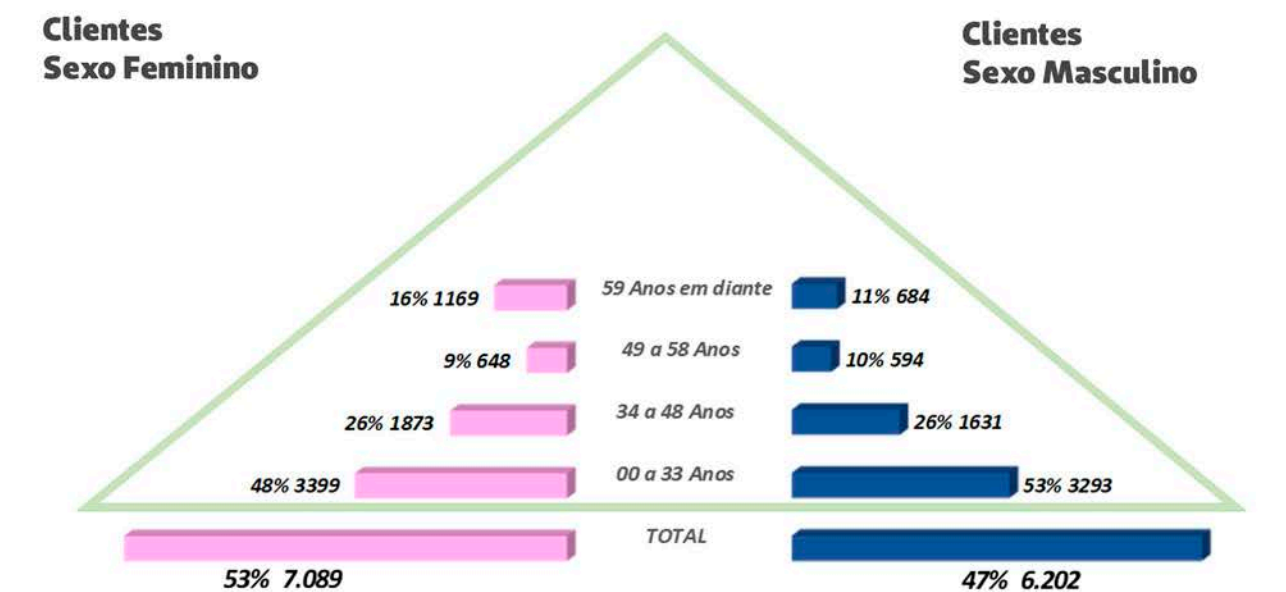 Clientes
Sexo Feminino
Clientes
Sexo Masculino
16% 1169
59 Anos em diante
11% 684
9% 648
49 a 58 Anos
10% 594
26% 1873
34 a 48 Anos
26% 1631
48% 3399
00 a 33 Anos
53% 3293
TOTAL
53% 7.089
47% 6.202